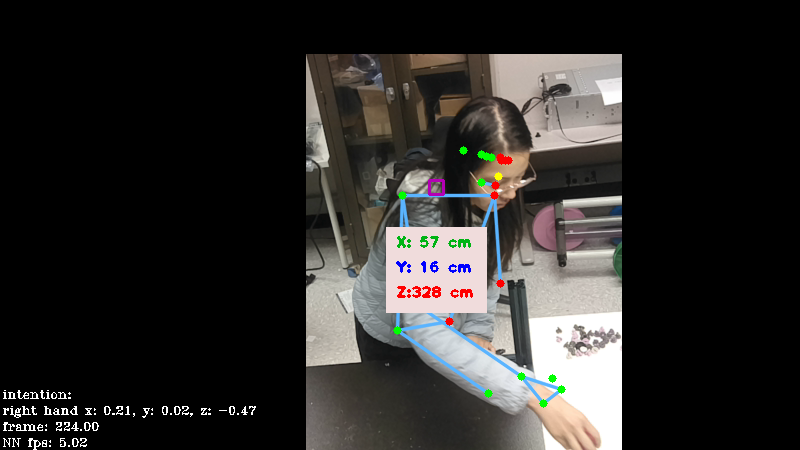 X: 57 cm
Y: 16 cm
Z:328 cm
intention:
right hand x: 0.21, y: 0.02, z: -0.47
frame: 224.00
NN fps: 5.02